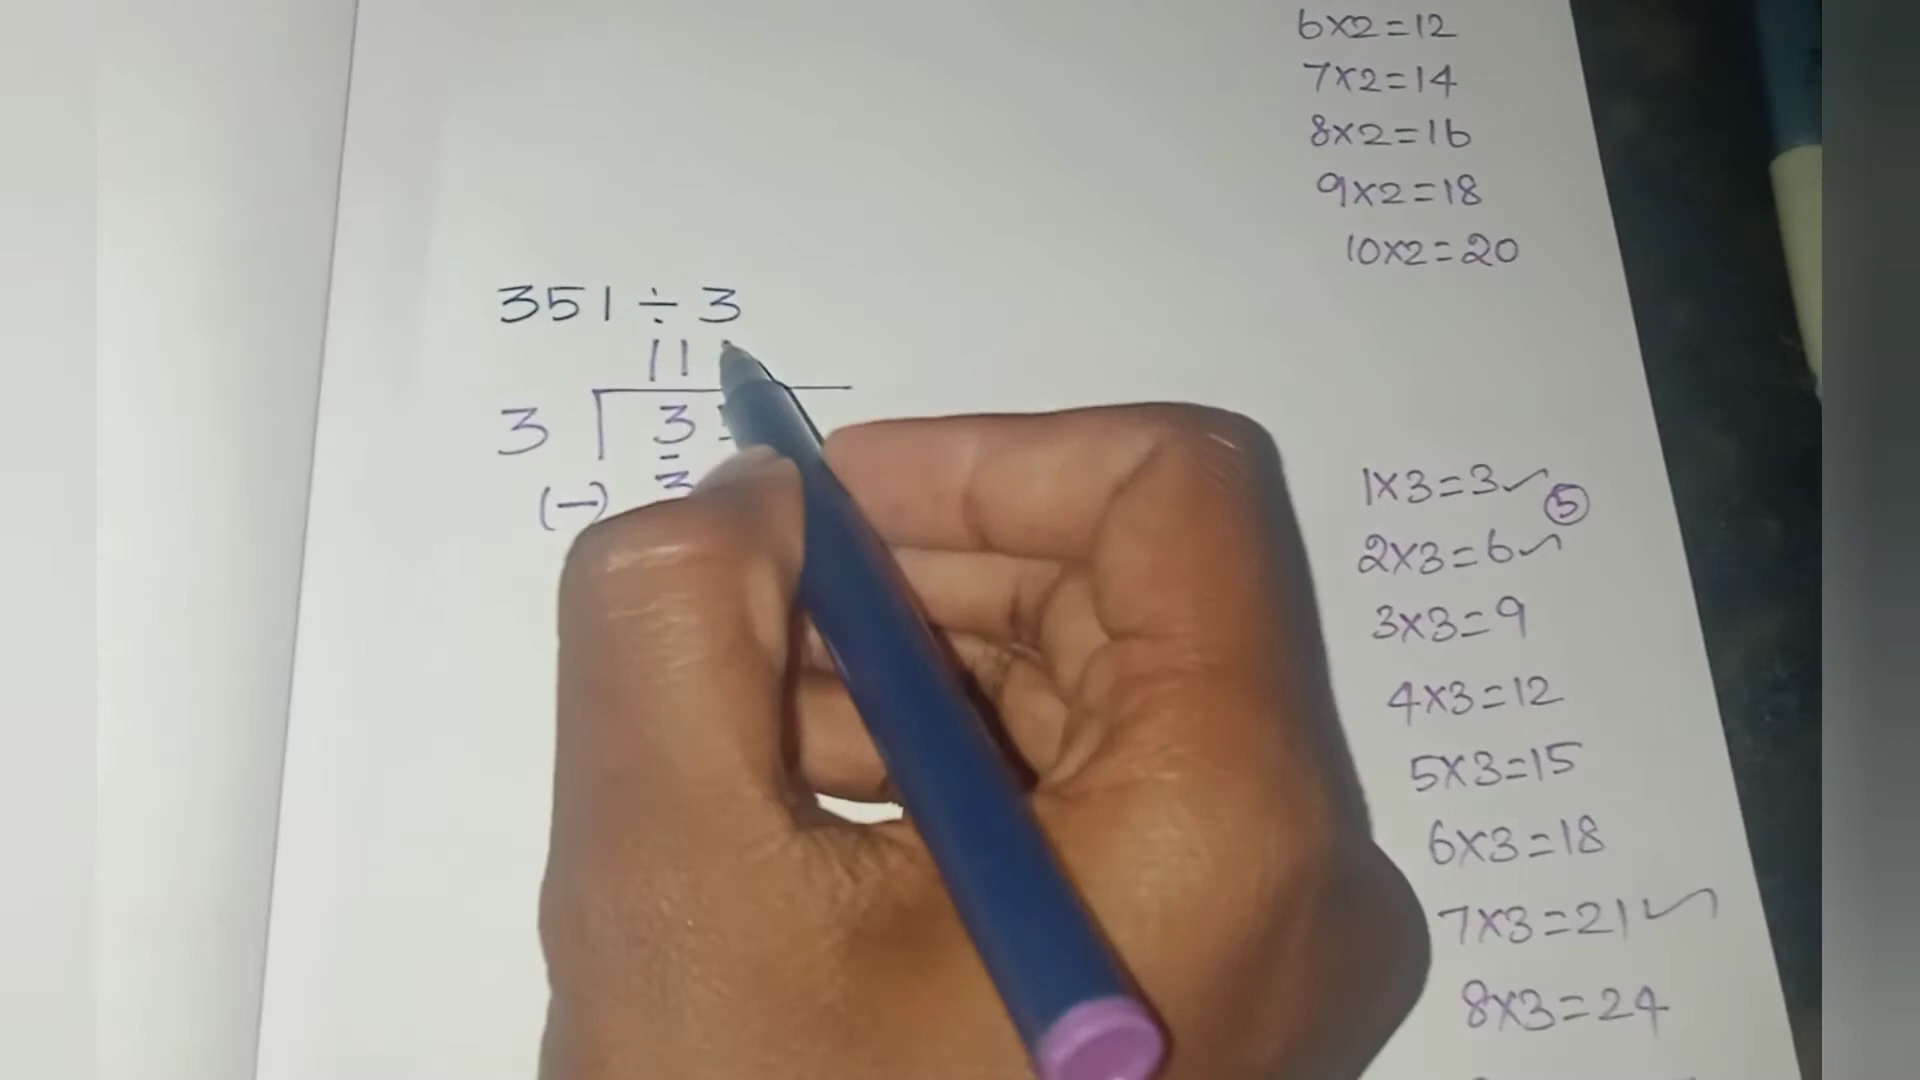 6x2=12
7x2=14
8x2=16
9x2=18
10x2=20
351÷3
11
3 3
(-) 3
1x3=3✓
5
2x3=6✓
3x3=9
4x3=12
5x3=15
6x3=18
7x3=21✓
8x3=24